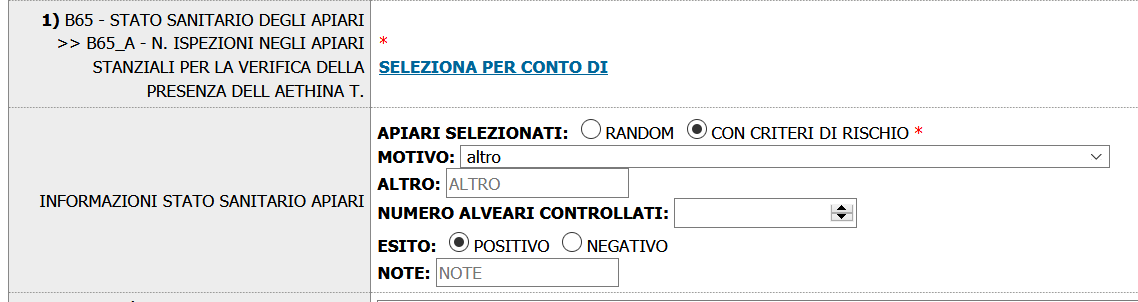 1) B65 - STATO SANITARIO DEGLI APIARI
>> B65_A - N. ISPEZIONI NEGLI APIARI
STANZIALI PER LA VERIFICA DELLA
PRESENZA DELL AETHINA T.
*
SELEZIONA PER CONTO DI
INFORMAZIONI STATO SANITARIO APIARI
APIARI SELEZIONATI: RANDOM CON CRITERI DI RISCHIO *
MOTIVO: altro
ALTRO: ALTRO
NUMERO ALVEARI CONTROLLATI:
ESITO: POSITIVO NEGATIVO
NOTE: NOTE